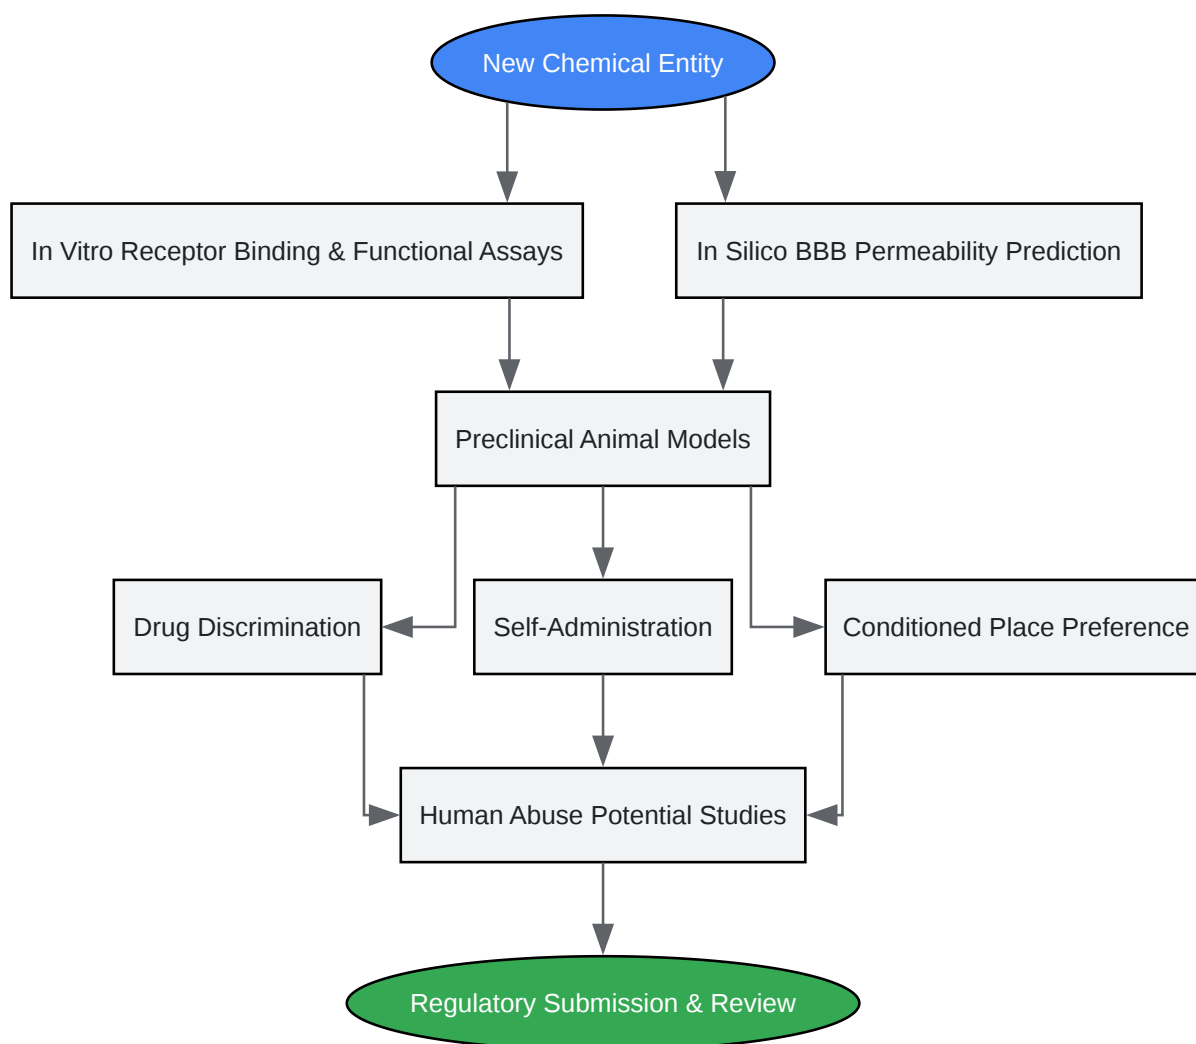 New Chemical Entity
In Vitro Receptor Binding & Functional Assays
In Silico BBB Permeability Prediction
Preclinical Animal Models
Drug Discrimination
Self-Administration
Conditioned Place Preference
Human Abuse Potential Studies
Regulatory Submission & Review